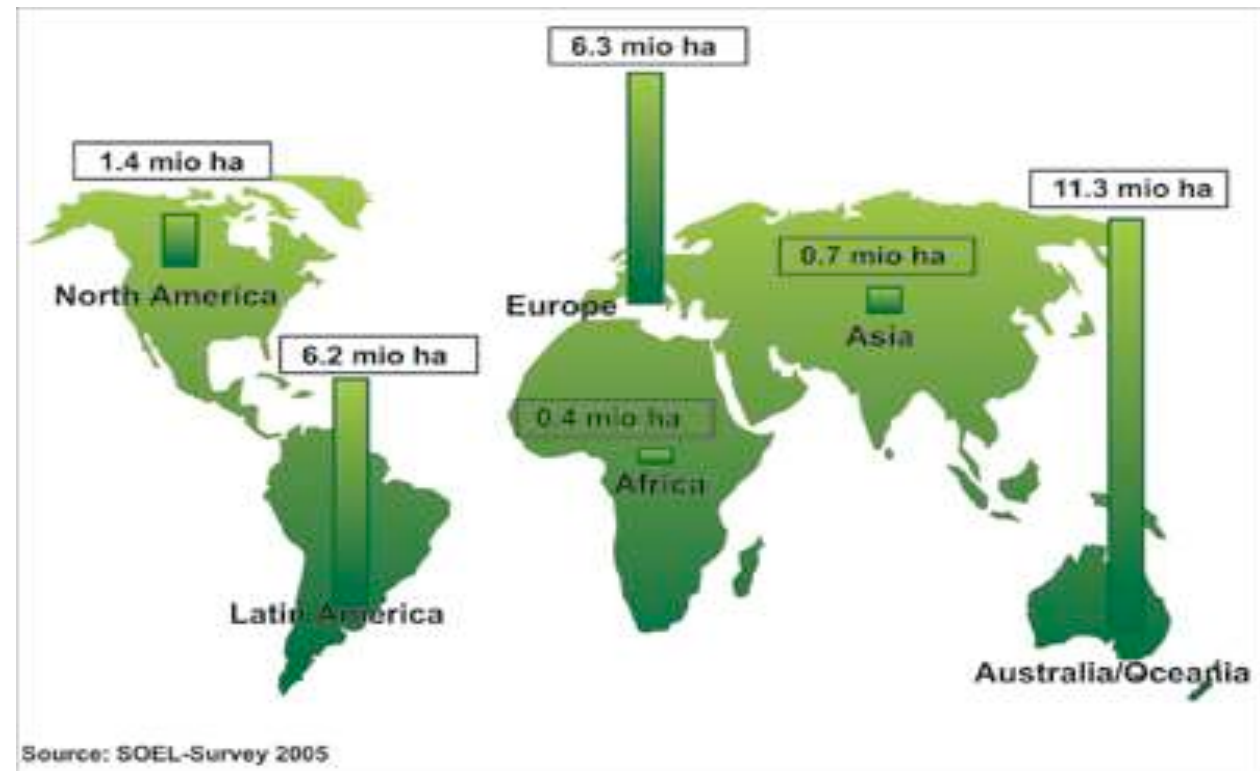 6.3 mio ha
1.4 mio ha
11.3 mio ha
0.7 mio ha
North America
Europe
Asia
6.2 mio ha
0.4 mio ha
Africa
Latin America
Australia/Oceania
Source: SOEL-Survey 2005